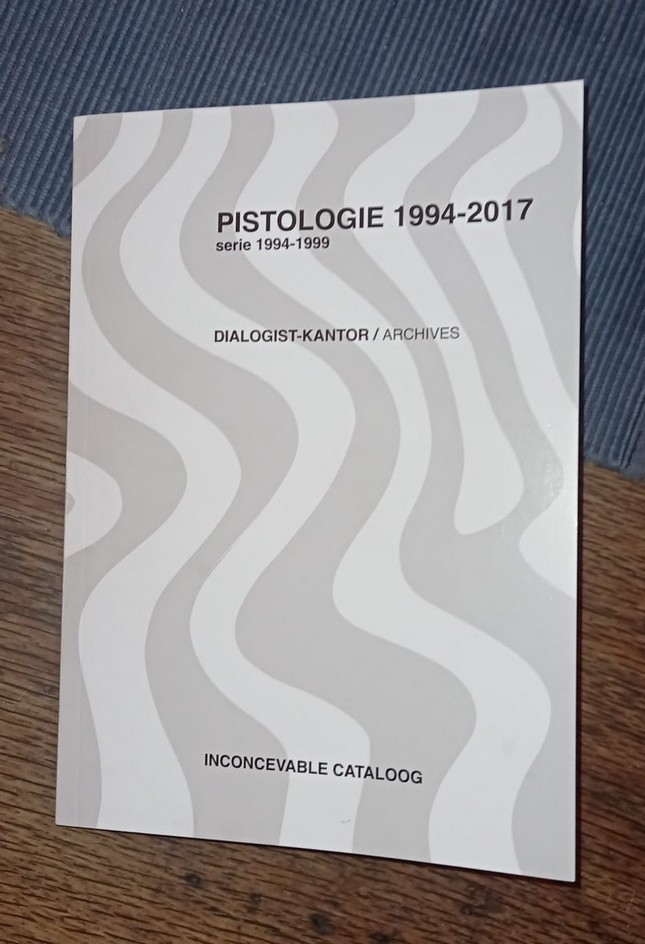 PISTOLOGIE 1994-2017
serie 1994-1999
DIALOGIST-KANTOR / ARCHIVES
INCONCEVABLE CATALOOG